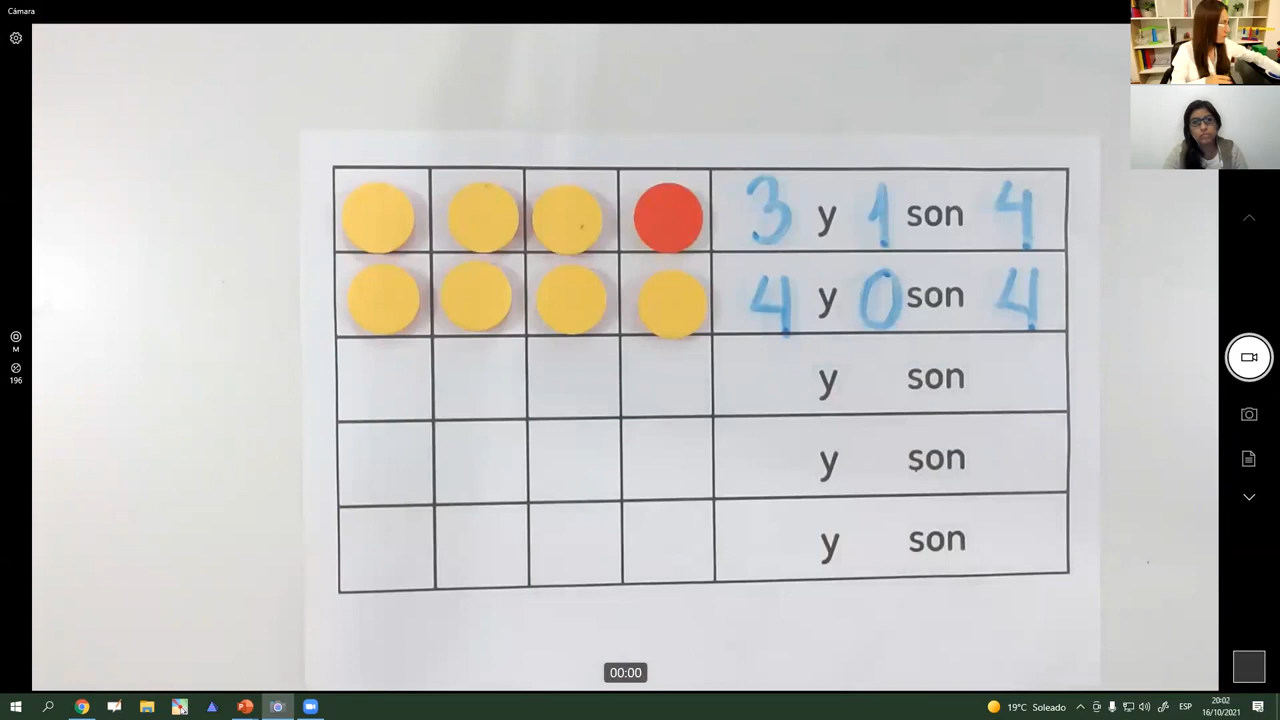 Cámara
3 y 1 son 4
4 y 0 son 4
y son
y son
y son
M
196
00:00
19°C Soleado
ESP
20:02
16/10/2021